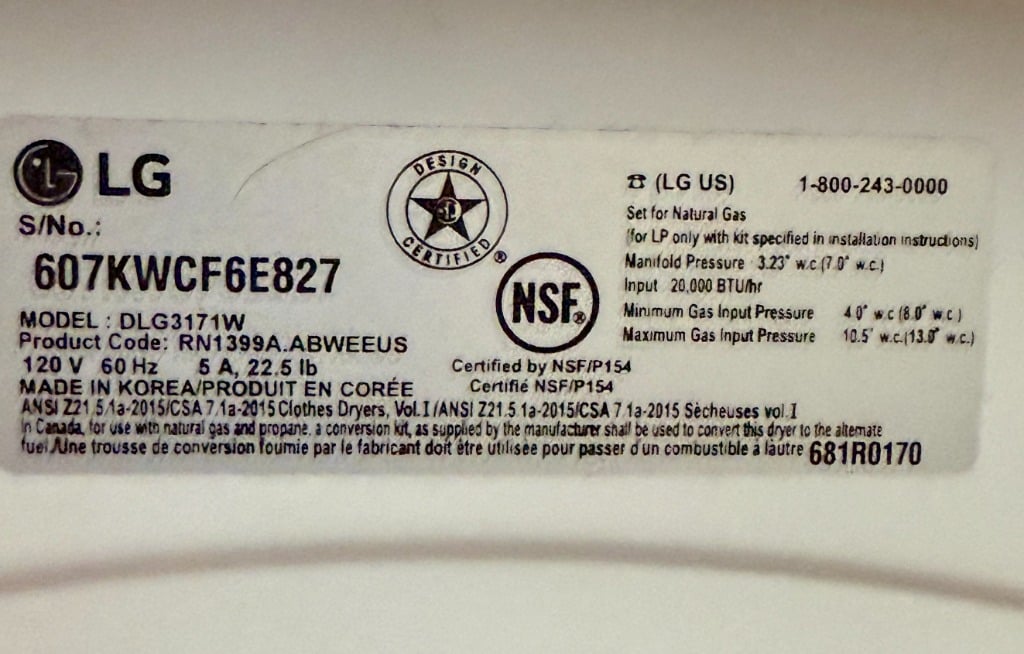 LG
S/No.:
607KWCF6E827
MODEL : DLG3171W
Product Code: RN1399A.ABWEEUS
120 V 60 Hz 5 A, 22.5 lb
MADE IN KOREA/PRODUIT EN CORÉE
DESIGN
CERTIFIED®
NSF®
Certified by NSF/P154
Certifié NSF/P154
☎ (LG US) 1-800-243-0000
Set for Natural Gas
(for LP only with kit specified in installation instructions)
Manifold Pressure 3.23" w.c.(7.0" w.c.)
Input 20,000 BTU/hr
Minimum Gas Input Pressure 4.0" w.c.(8.0" w.c.)
Maximum Gas Input Pressure 10.5" w.c.(13.0" w.c.)
ANSI Z21.5.1a-2015/CSA 7.1a-2015 Clothes Dryers, Vol.I/ANSI Z21.5.1a-2015/CSA 7.1a-2015 Sècheuses vol.I
In Canada, for use with natural gas and propane. a conversion kit, as supplied by the manufacturer shall be used to convert this dryer to the alternate
fuel./Une trousse de conversion fournie par le fabricant doit être utilisée pour passer d'un combustible à lautre 681R0170